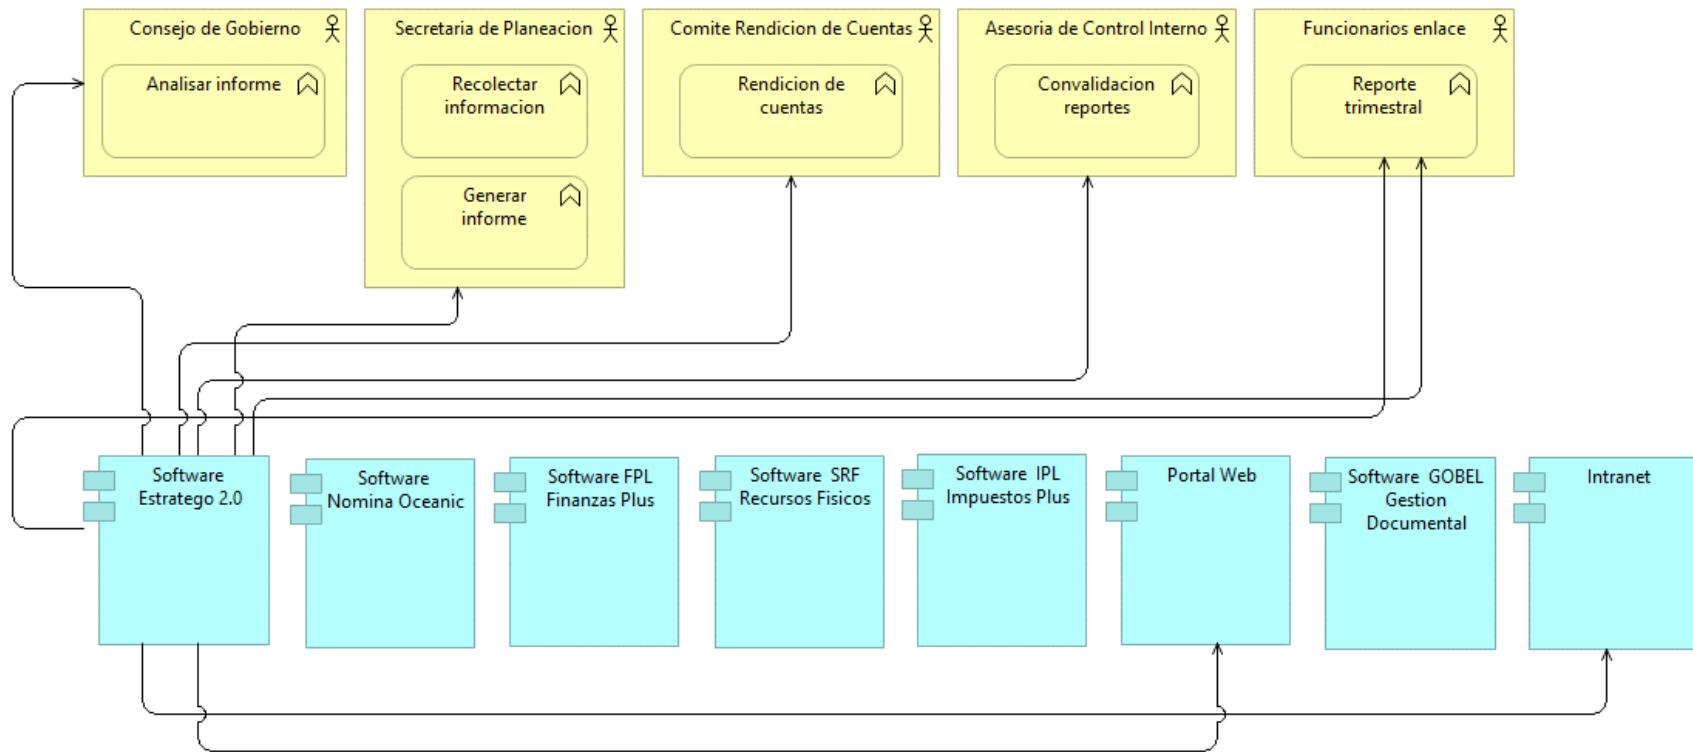 Consejo de Gobierno
Analisar informe
Secretaria de Planeacion
Recolectar
informacion
Generar
informe
Comite Rendicion de Cuentas
Rendicion de
cuentas
Asesoria de Control Interno
Convalidacion
reportes
Funcionarios enlace
Reporte
trimestral
Software
Estratego 2.0
Software
Nomina Oceanic
Software FPL
Finanzas Plus
Software SRF
Recursos Fisicos
Software IPL
Impuestos Plus
Portal Web
Software GOBEL
Gestion
Documental
Intranet